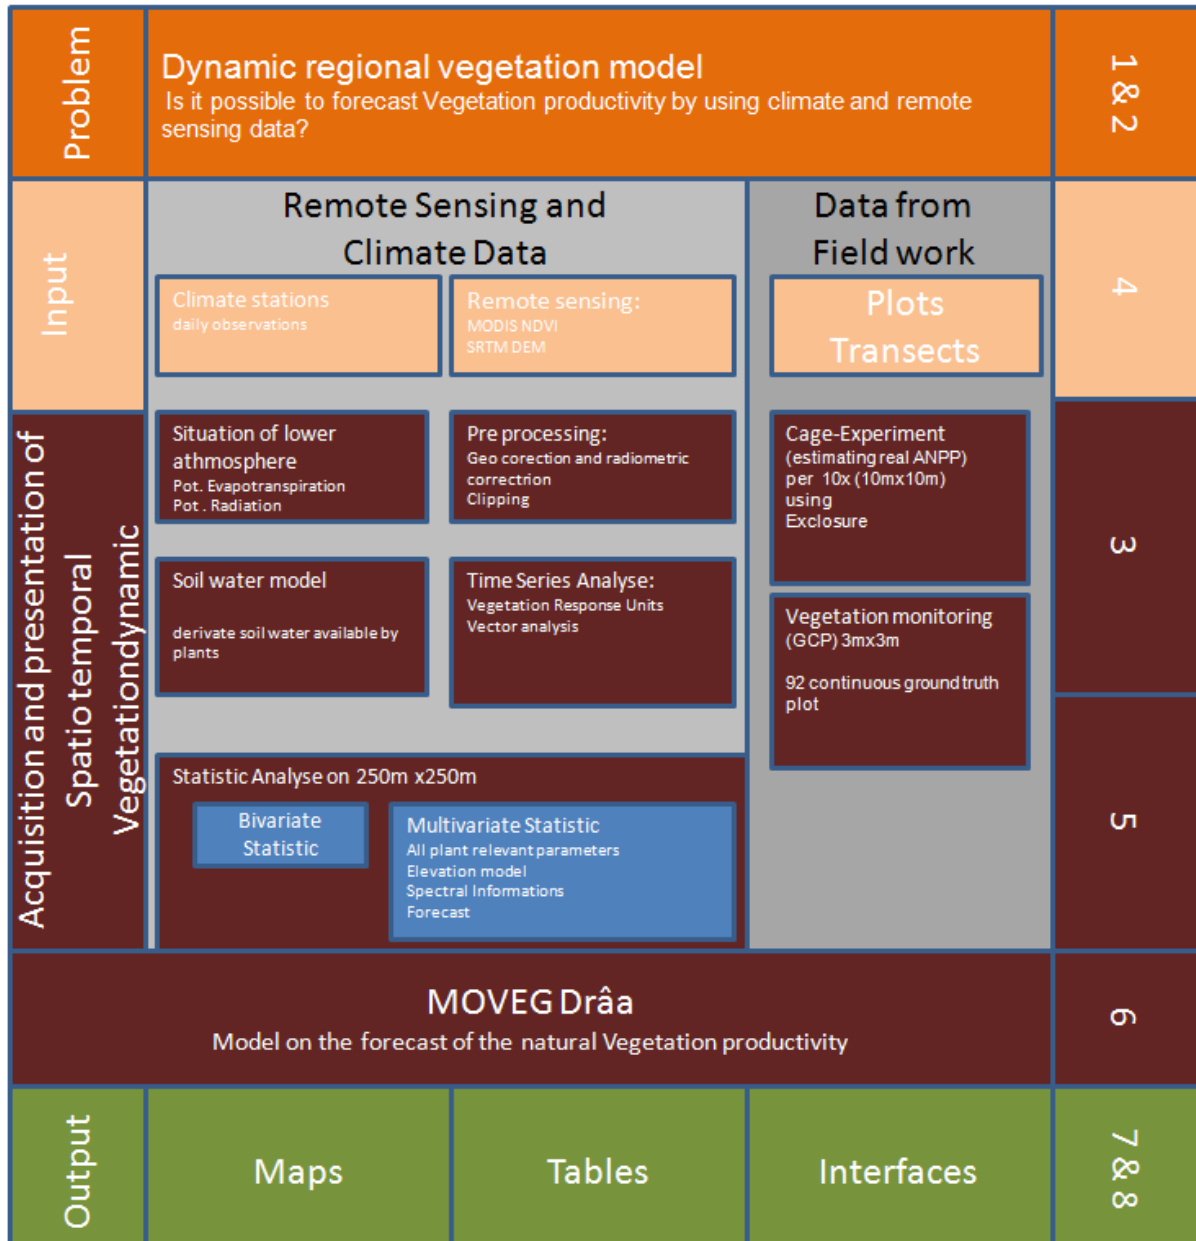 Problem
Dynamic regional vegetation model
Is it possible to forecast Vegetation productivity by using climate and remote
sensing data?
1 & 2
Input
Remote Sensing and
Climate Data
Climate stations
daily observations
Remote sensing:
MODIS NDVI
SRTM DEM
Data from
Field work
Plots
Transects
4
Acquisition and presentation of
Spatio temporal
Vegetationdynamic
Situation of lower
athmosphere
Pot. Evapotranspiration
Pot . Radiation
Pre processing:
Geo corection and radiometric
correctrion
Clipping
Cage-Experiment
(estimating real ANPP)
per 10x (10mx10m)
using
Exclosure
3
Soil water model
derivate soil water available by
plants
Time Series Analyse:
Vegetation Response Units
Vector analysis
Vegetation monitoring
(GCP) 3mx3m
92 continuous ground truth
plot
Statistic Analyse on 250m x250m
Bivariate
Statistic
Multivariate Statistic
All plant relevant parameters
Elevation model
Spectral Informations
Forecast
5
MOVEG Drâa
Model on the forecast of the natural Vegetation productivity
6
Output
Maps
Tables
Interfaces
7 & 8